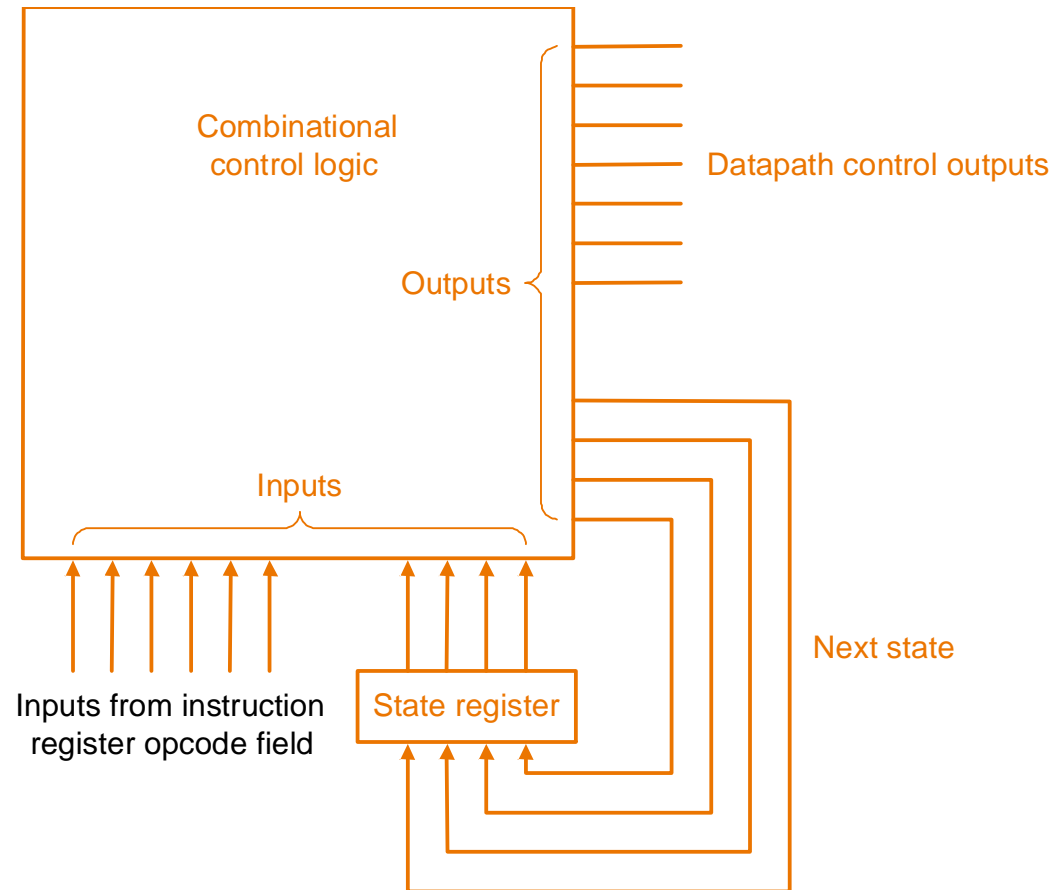 Combinational
control logic
Datapath control outputs
Outputs
Inputs
Next state
Inputs from instruction
register opcode field
State register